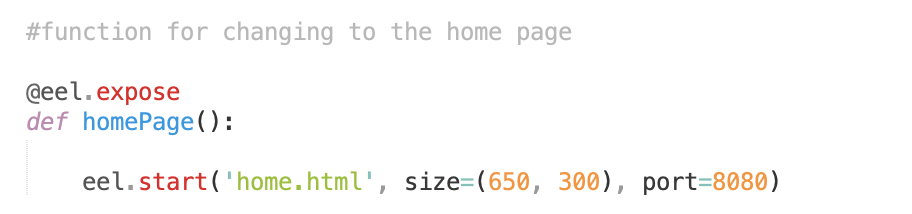 #function for changing to the home page
@eel.expose
def homePage():
eel.start('home.html', size=(650, 300), port=8080)